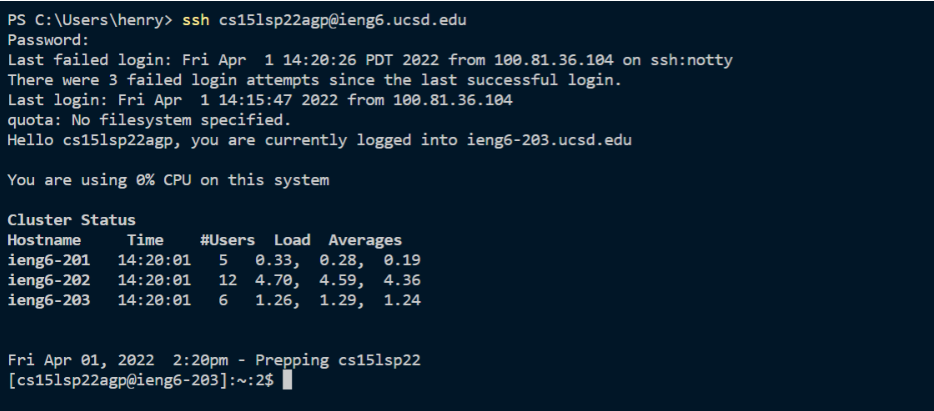 PS C:\Users\henry> ssh cs15lsp22agp@ieng6.ucsd.edu
Password:
Last failed login: Fri Apr  1 14:20:26 PDT 2022 from 100.81.36.104 on ssh:notty
There were 3 failed login attempts since the last successful login.
Last login: Fri Apr  1 14:15:47 2022 from 100.81.36.104
quota: No filesystem specified.
Hello cs15lsp22agp, you are currently logged into ieng6-203.ucsd.edu
You are using 0% CPU on this system
Cluster Status
Hostname     Time    #Users  Load  Averages
ieng6-201   14:20:01   5   0.33,  0.28,  0.19
ieng6-202   14:20:01   12  4.70,  4.59,  4.36
ieng6-203   14:20:01   6   1.26,  1.29,  1.24
Fri Apr 01, 2022  2:20pm - Prepping cs15lsp22
[cs15lsp22agp@ieng6-203]:~:2$